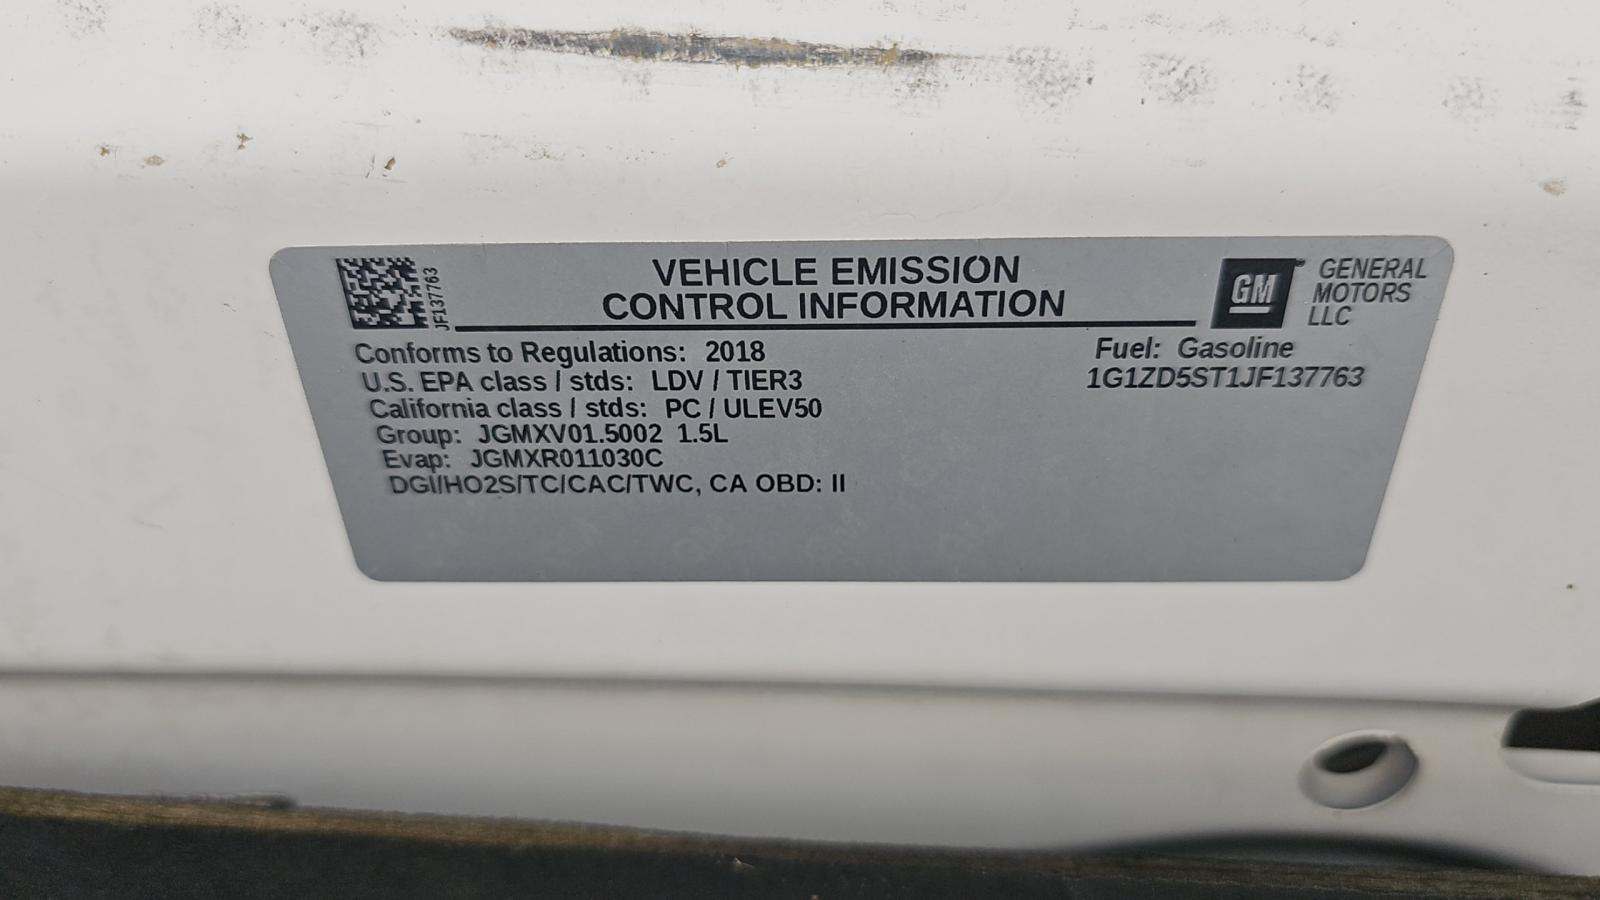 JF137763
VEHICLE EMISSION
CONTROL INFORMATION
GM
GENERAL
MOTORS
LLC
Conforms to Regulations: 2018
U.S. EPA class / stds: LDV / TIER3
California class / stds: PC / ULEV50
Group: JGMXV01.5002 1.5L
Evap: JGMXR011030C
DGI/HO2S/TC/CAC/TWC, CA OBD: II
Fuel: Gasoline
1G1ZD5ST1JF137763